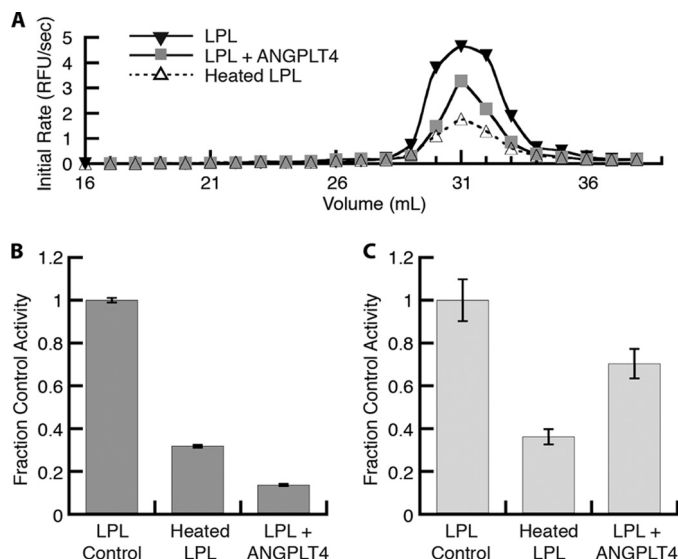 A
Initial Rate (RFU/sec)
5
4
3
2
1
0
LPL
LPL + ANGPLT4
Heated LPL
16
21
26
31
36
Volume (mL)
B
Fraction Control Activity
1.2
1
0.8
0.6
0.4
0.2
0
LPL
Control
Heated
LPL
LPL +
ANGPLT4
C
Fraction Control Activity
1.2
1
0.8
0.6
0.4
0.2
0
LPL
Control
Heated
LPL
LPL +
ANGPLT4